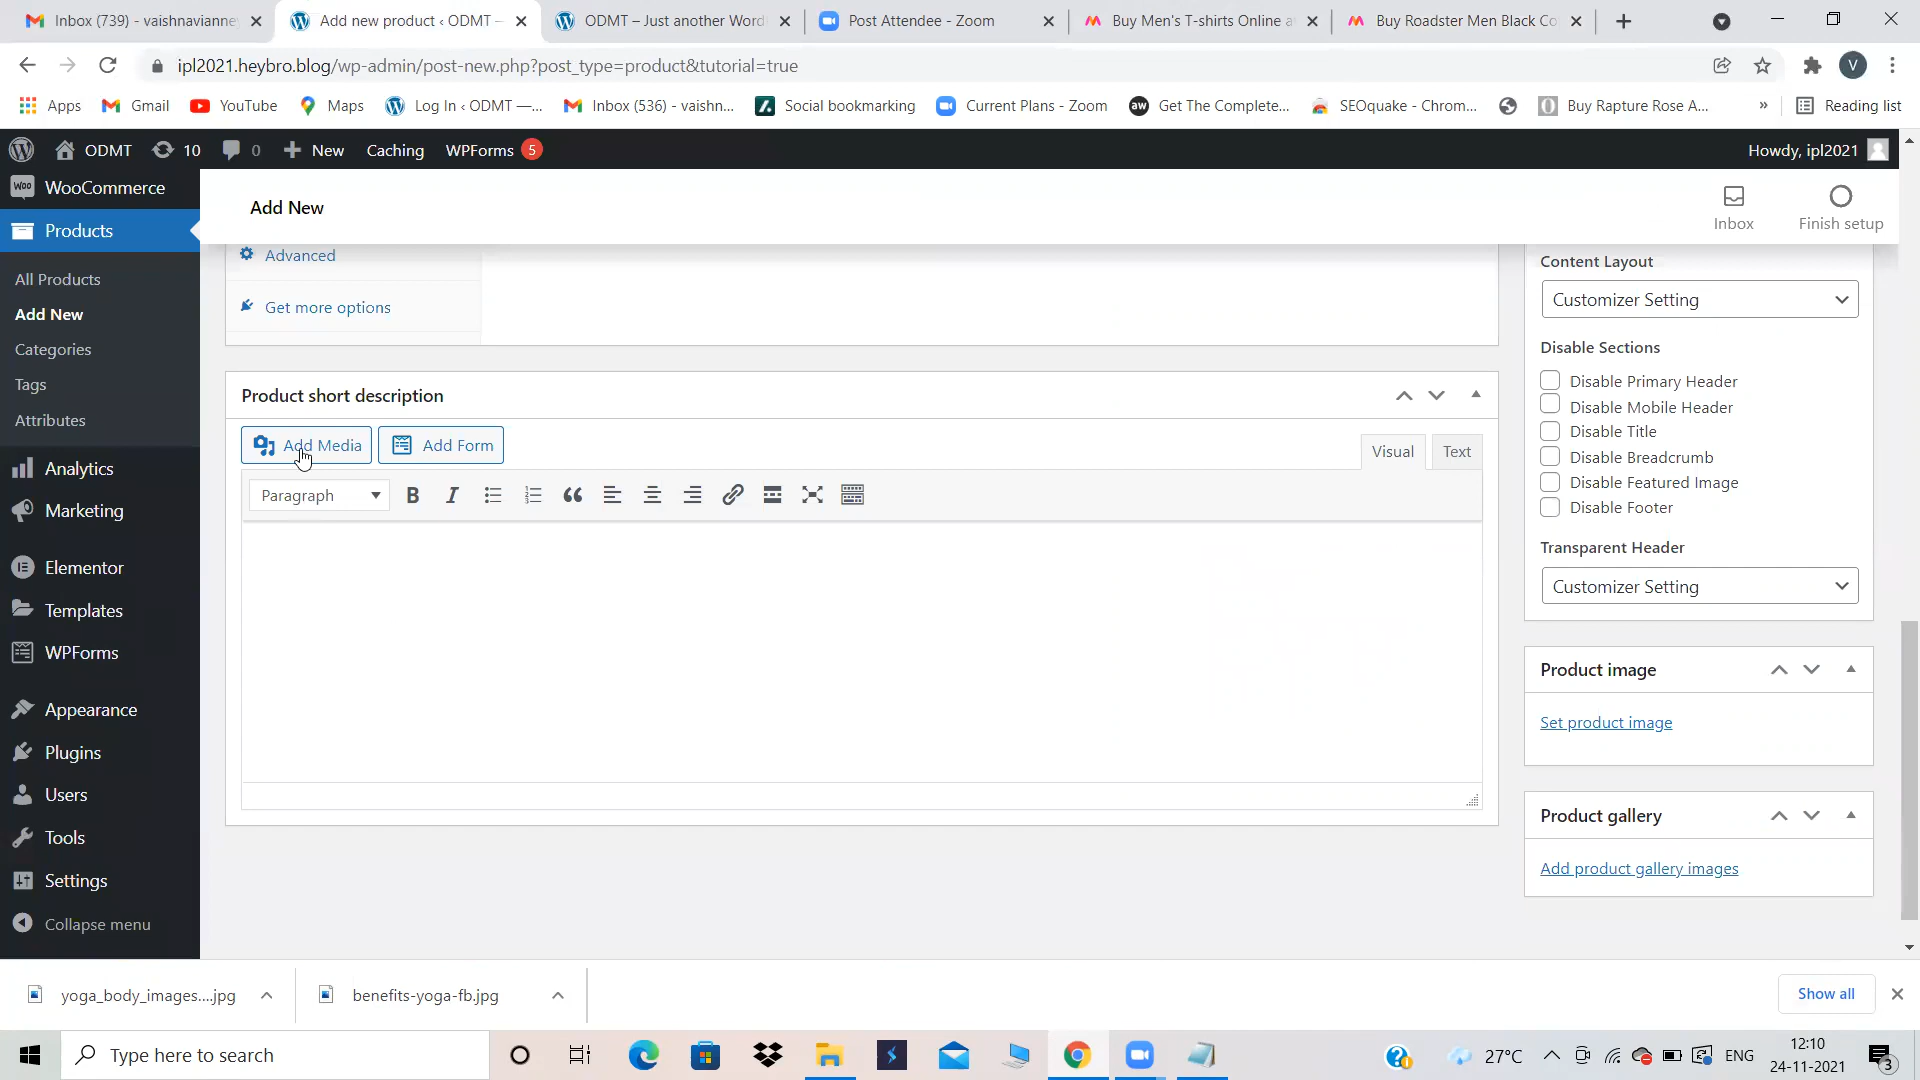 Inbox (739) - vaishnavianne
Add new product ‹ ODMT –
ODMT – Just another Word
Post Attendee - Zoom
Buy Men's T-shirts Online a
Buy Roadster Men Black Co
ipl2021.heybro.blog/wp-admin/post-new.php?post_type=product&tutorial=true
V
Apps
Gmail
YouTube
Maps
Log In ‹ ODMT —...
Inbox (536) - vaishn...
Social bookmarking
Current Plans - Zoom
aw
Get The Complete...
SEOquake - Chrom...
Buy Rapture Rose A...
»
Reading list
ODMT
10
0
New
Caching
WPForms 5
Howdy, ipl2021
Woo
WooCommerce
Products
All Products
Add New
Categories
Tags
Attributes
Analytics
Marketing
Elementor
Templates
WPForms
Appearance
Plugins
Users
Tools
Settings
Collapse menu
Add New
Inbox
Finish setup
Advanced
Get more options
Product short description
Add Media
Add Form
Visual
Text
Paragraph
B
I
Content Layout
Customizer Setting
Disable Sections
Disable Primary Header
Disable Mobile Header
Disable Title
Disable Breadcrumb
Disable Featured Image
Disable Footer
Transparent Header
Customizer Setting
Product image
Set product image
Product gallery
Add product gallery images
yoga_body_images....jpg
benefits-yoga-fb.jpg
Show all
Type here to search
27°C
ENG
12:10
24-11-2021
3